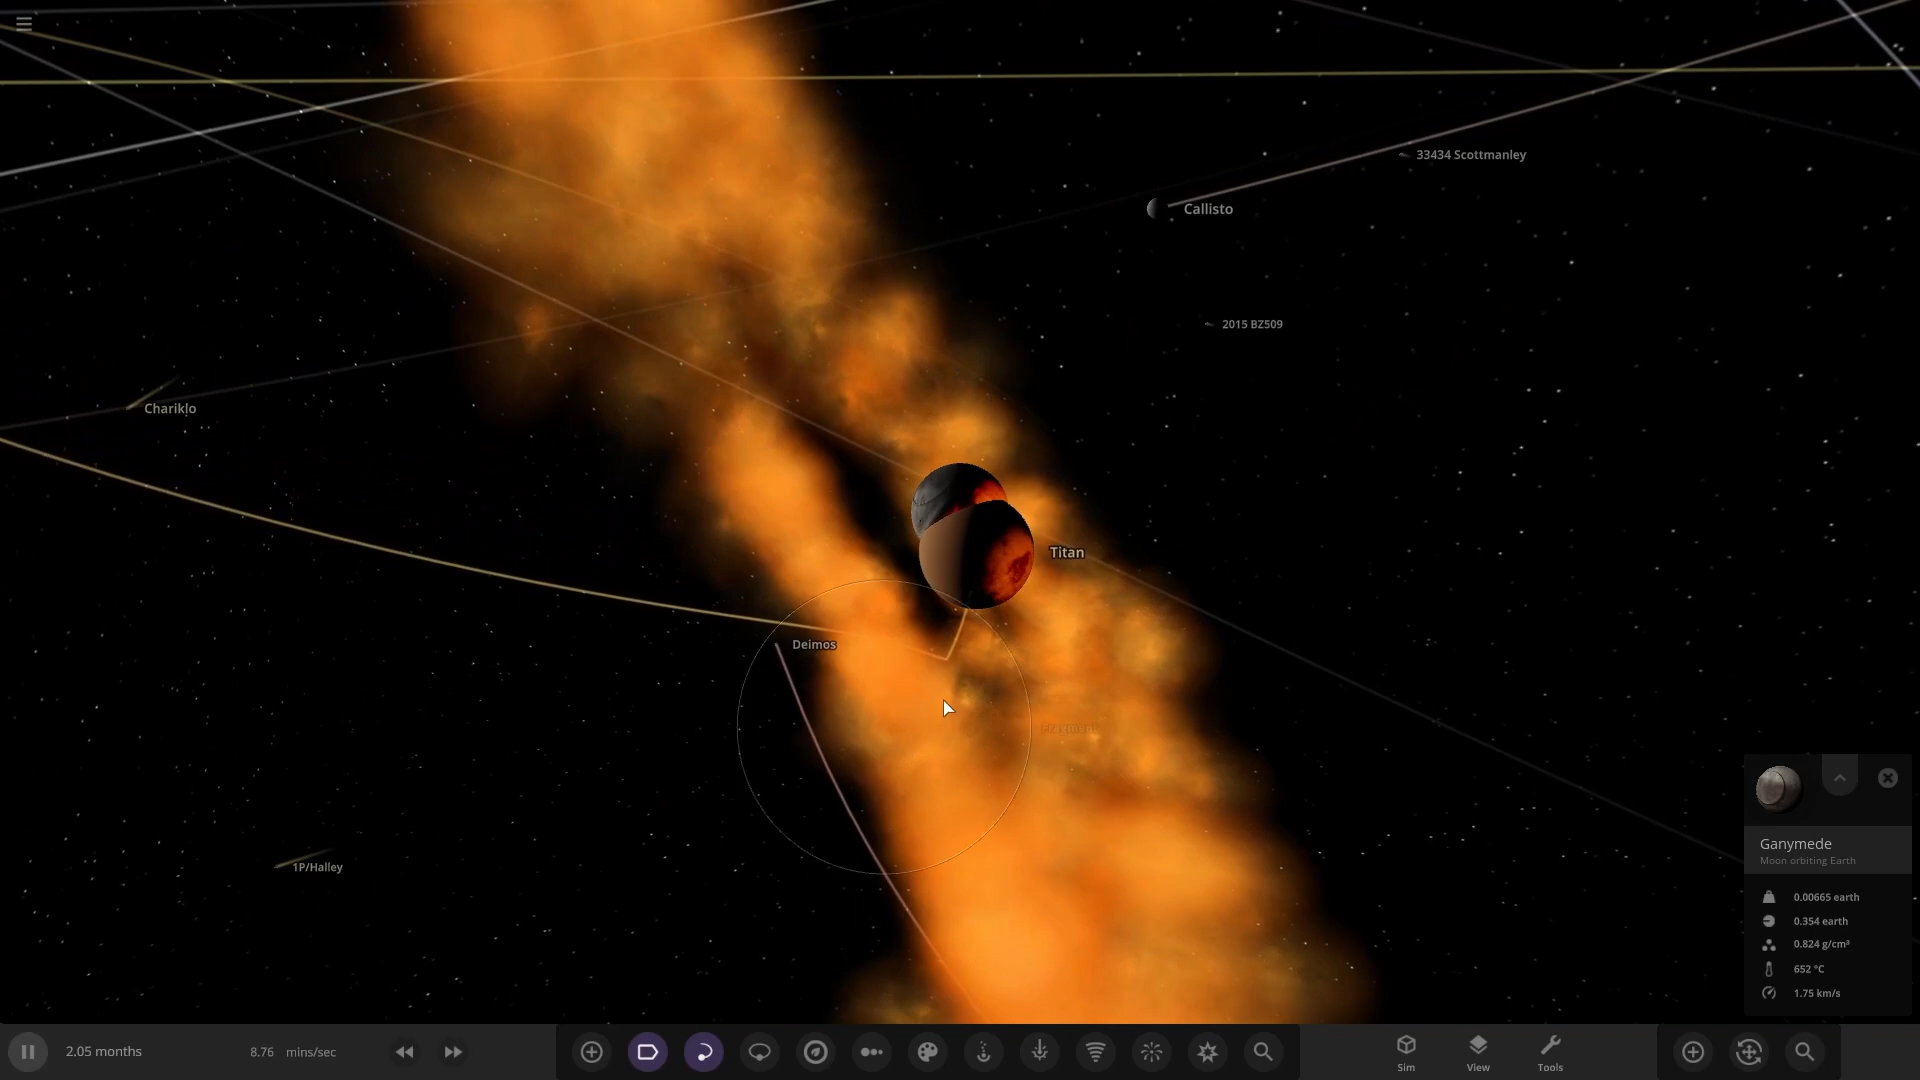 33434 Scottmanley
Callisto
2015 BZ509
Chariklo
Titan
Deimos
Fragment
1P/Halley
Ganymede
Moon orbiting Earth
0.00665 earth
0.354 earth
0.824 g/cm³
652 °C
1.75 km/s
2.05 months
8.76 mins/sec
Sim
View
Tools